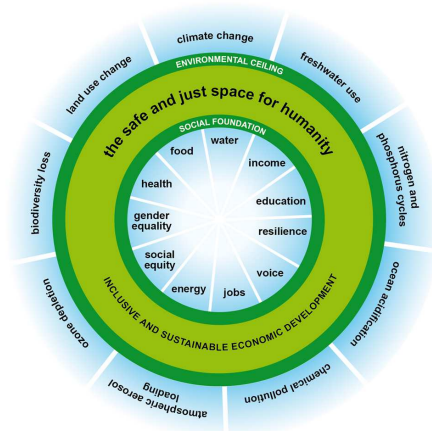 climate change
freshwater use
nitrogen and
phosphorus cycles
ocean acidification
chemical pollution
atmospheric aerosol
loading
ozone depletion
biodiversity loss
land use change
ENVIRONMENTAL CEILING
the safe and just space for humanity
SOCIAL FOUNDATION
water
income
education
resilience
voice
jobs
energy
social
equity
gender
equality
health
food
INCLUSIVE AND SUSTAINABLE ECONOMIC DEVELOPMENT